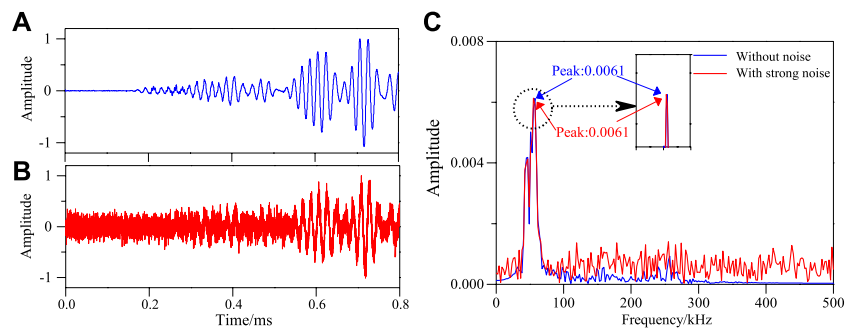 A
1
0
-1
Amplitude
B
1
0
-1
Amplitude
0.0 0.2 0.4 0.6 0.8
Time/ms
C
0.008
0.004
0.000
Amplitude
Peak:0.0061
Peak:0.0061
Without noise
With strong noise
0 100 200 300 400 500
Frequency/kHz